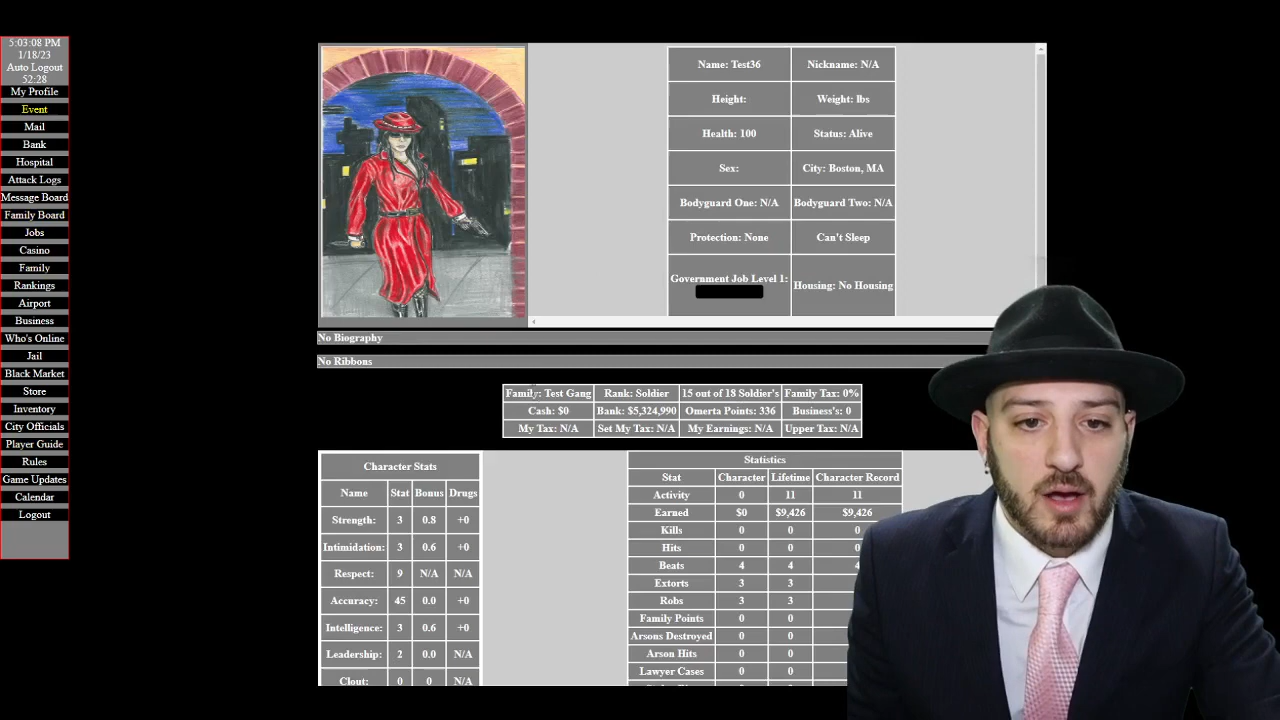 5:03:08 PM
1/18/23
Auto Logout
52:28
My Profile
Event
Mail
Bank
Hospital
Attack Logs
Message Board
Family Board
Jobs
Casino
Family
Rankings
Airport
Business
Who's Online
Jail
Black Market
Store
Inventory
City Officials
Player Guide
Rules
Game Updates
Calendar
Logout
Name: Test36 Nickname: N/A
Height: Weight: lbs
Health: 100 Status: Alive
Sex: City: Boston, MA
Bodyguard One: N/A Bodyguard Two: N/A
Protection: None Can't Sleep
Government Job Level 1: Housing: No Housing
No Biography
No Ribbons
Family: Test Gang Rank: Soldier 15 out of 18 Soldier's Family Tax: 0%
Cash: $0 Bank: $5,324,990 Omerta Points: 336 Business's: 0
My Tax: N/A Set My Tax: N/A My Earnings: N/A Upper Tax: N/A
Character Stats
Name Stat Bonus Drugs
Strength: 3 0.8 +0
Intimidation: 3 0.6 +0
Respect: 9 N/A N/A
Accuracy: 45 0.0 +0
Intelligence: 3 0.6 +0
Leadership: 2 0.0 N/A
Clout: 0 0 N/A
Statistics
Stat Character Lifetime Character Record
Activity 0 11 11
Earned $0 $9,426 $9,426
Kills 0 0 0
Hits 0 0 0
Beats 4 4 4
Extorts 3 3
Robs 3 3
Family Points 0 0
Arsons Destroyed 0 0
Arson Hits 0 0
Lawyer Cases 0 0